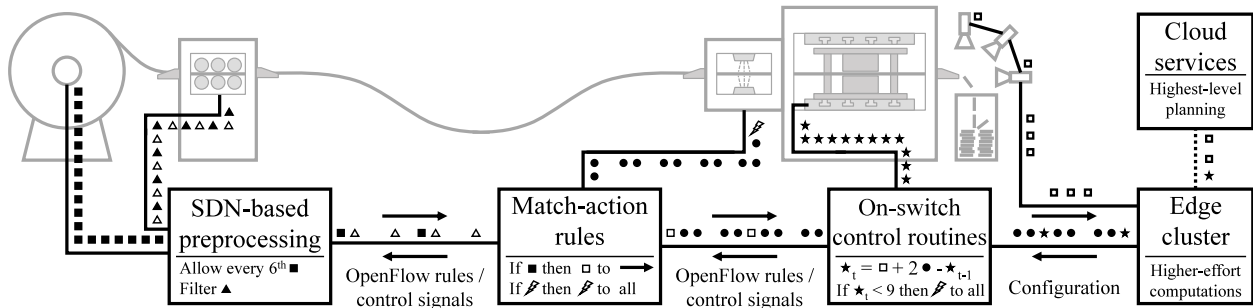 Cloud
services
Highest-level
planning
SDN-based
preprocessing
Allow every 6th ■
Filter ▲
OpenFlow rules /
control signals
Match-action
rules
If ■ then □ to →
If ⚡ then ⚡ to all
OpenFlow rules /
control signals
On-switch
control routines
★t = □ + 2 ● - ★t-1
If ★t < 9 then ⚡ to all
Configuration
Edge
cluster
Higher-effort
computations